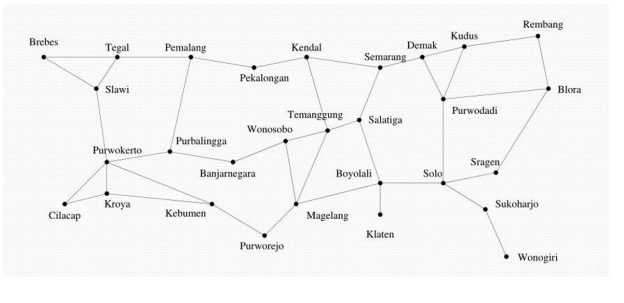 Rembang
Kudus
Brebes
Tegal
Pemalang
Kendal
Demak
Semarang
Pekalongan
Slawi
Blora
Purwodadi
Temanggung
Salatiga
Wonosobo
Purbalingga
Purwokerto
Sragen
Banjarnegara
Boyolali
Solo
Kroya
Sukoharjo
Cilacap
Kebumen
Magelang
Klaten
Purworejo
Wonogiri